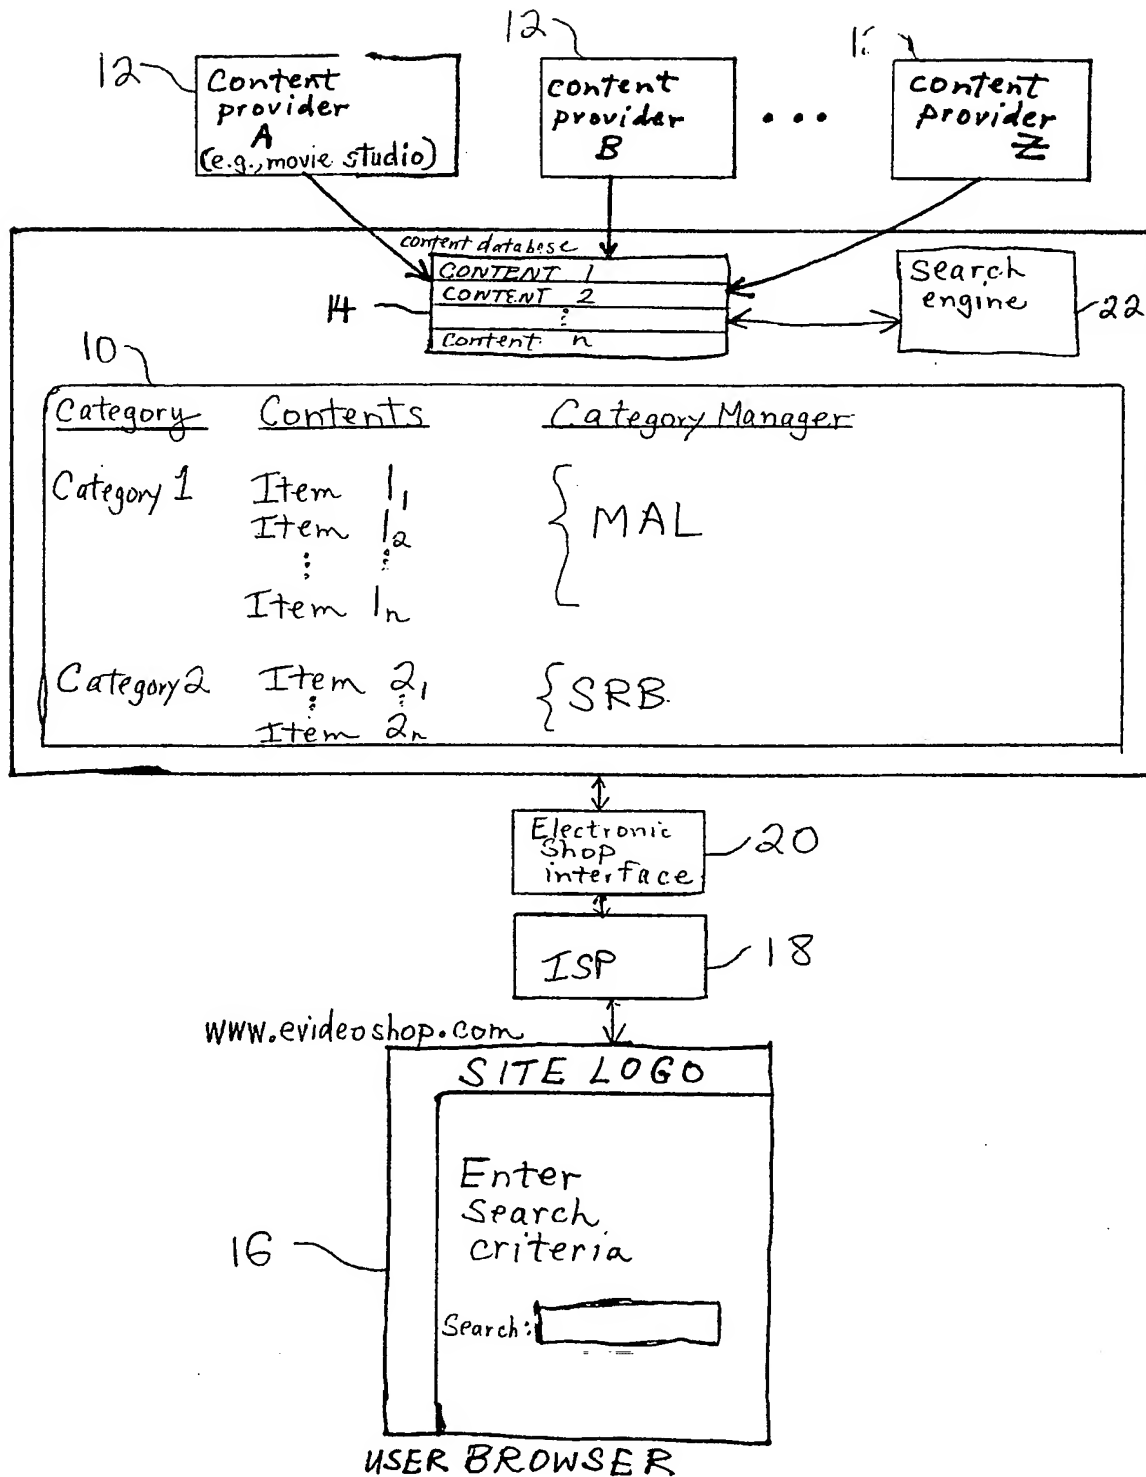 12
Content
provider
A
(e.g., movie studio)
12
content
provider
B
...
content
provider
Z
content database
CONTENT 1
CONTENT 2
⋮
Content n
14
Search
engine
22
10
Category Contents Category Manager
Category 1 Item 1₁ { MAL
Item 1₂
⋮ ⋮
Item 1ₙ
Category 2 Item 2₁ { SRB
⋮ ⋮
Item 2ₙ
Electronic
Shop
interface
20
ISP
18
www.evideoshop.com
SITE LOGO
Enter
Search
criteria
Search:
16
USER BROWSER